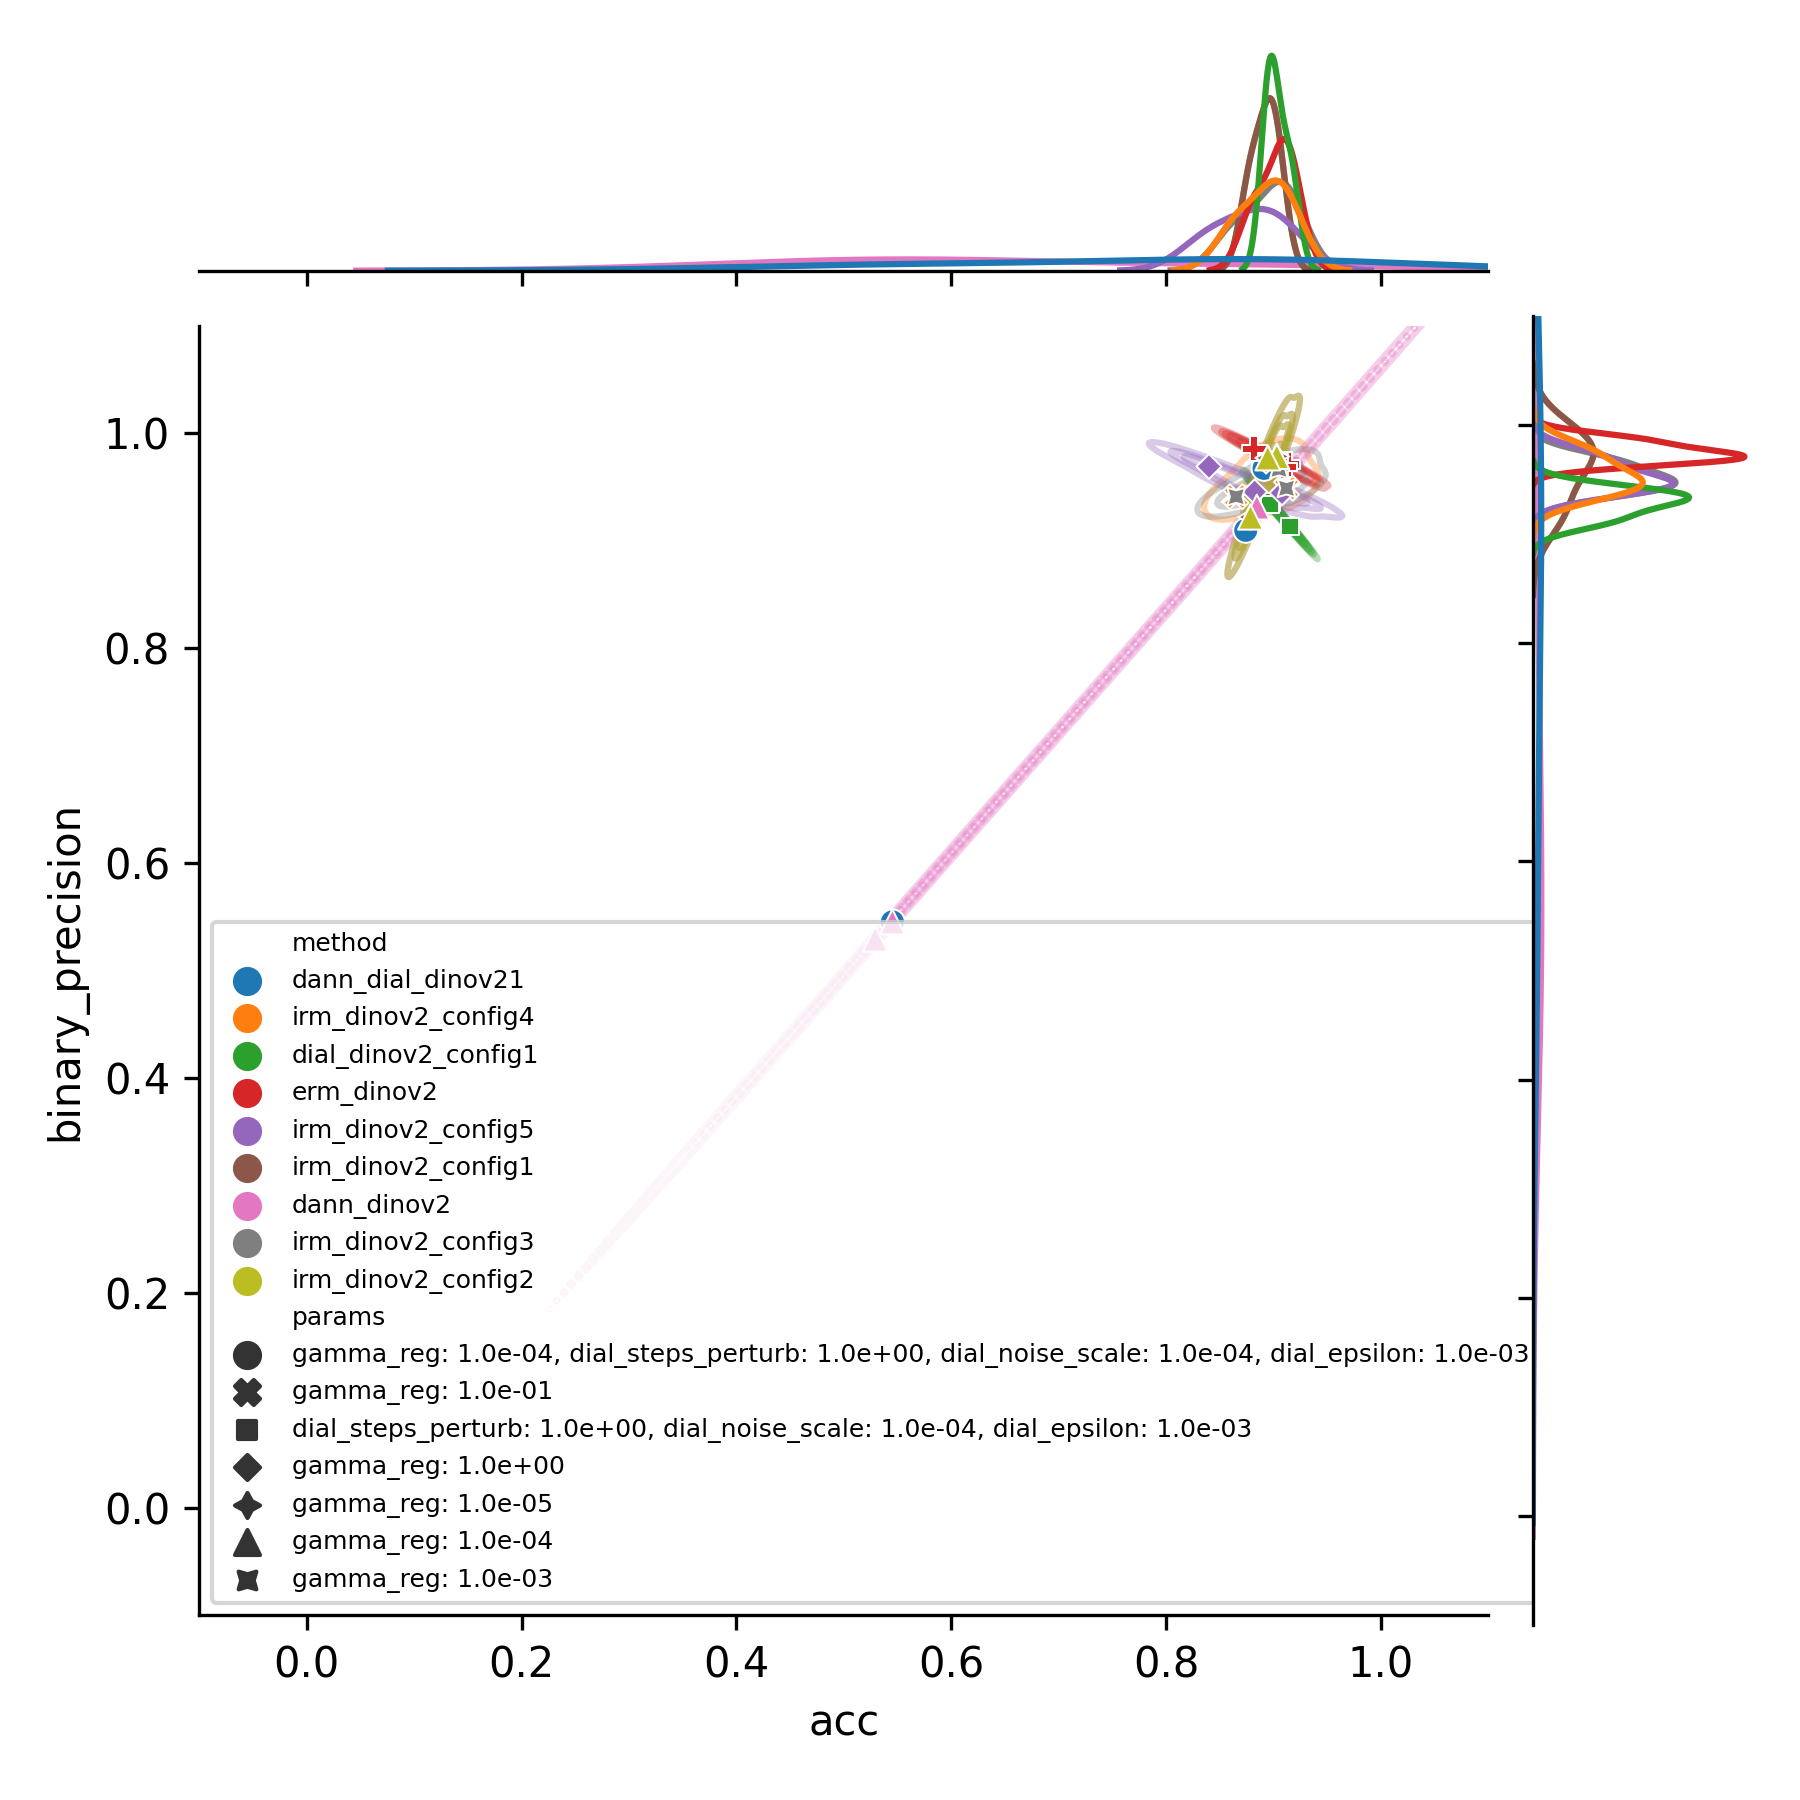 1.0
0.8
0.6
0.4
0.2
0.0
binary_precision
method
dann_dial_dinov21
irm_dinov2_config4
dial_dinov2_config1
erm_dinov2
irm_dinov2_config5
irm_dinov2_config1
dann_dinov2
irm_dinov2_config3
irm_dinov2_config2
params
gamma_reg: 1.0e-04, dial_steps_perturb: 1.0e+00, dial_noise_scale: 1.0e-04, dial_epsilon: 1.0e-03
gamma_reg: 1.0e-01
dial_steps_perturb: 1.0e+00, dial_noise_scale: 1.0e-04, dial_epsilon: 1.0e-03
gamma_reg: 1.0e+00
gamma_reg: 1.0e-05
gamma_reg: 1.0e-04
gamma_reg: 1.0e-03
0.0 0.2 0.4 0.6 0.8 1.0
acc